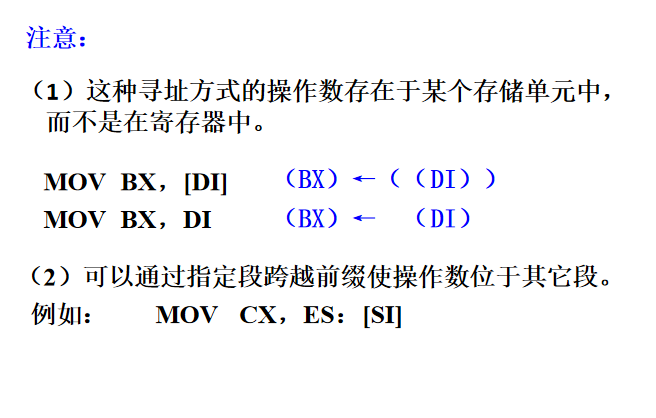 注意：
（1）这种寻址方式的操作数存在于某个存储单元中，
而不是在寄存器中。
MOV BX，[DI] （BX）←（（DI））
MOV BX，DI （BX）← （DI）
（2）可以通过指定段跨越前缀使操作数位于其它段。
例如： MOV CX，ES：[SI]